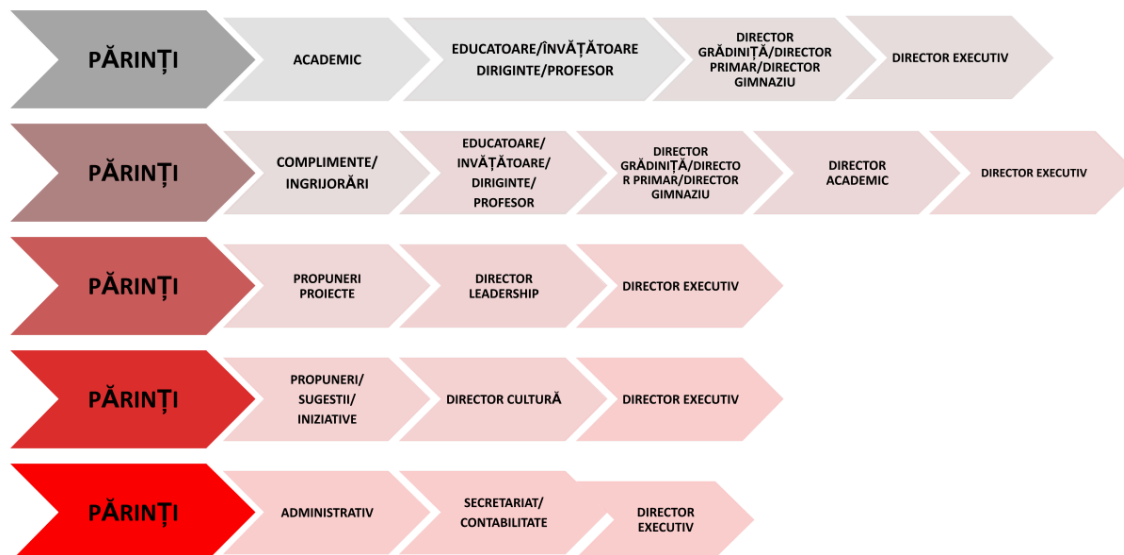 PĂRINȚI
ACADEMIC
EDUCATOARE/ÎNVĂȚĂTOARE
DIRIGINTE/PROFESOR
DIRECTOR
GRĂDINIȚĂ/DIRECTOR
PRIMAR/DIRECTOR
GIMNAZIU
DIRECTOR EXECUTIV
PĂRINȚI
COMPLIMENTE/
INGRIJORĂRI
EDUCATOARE/
INVĂȚĂTOARE/
DIRIGINTE/
PROFESOR
DIRECTOR
GRĂDINIȚĂ/DIRECTO
R PRIMAR/DIRECTOR
GIMNAZIU
DIRECTOR
ACADEMIC
DIRECTOR EXECUTIV
PĂRINȚI
PROPUNERI
PROIECTE
DIRECTOR
LEADERSHIP
DIRECTOR EXECUTIV
PĂRINȚI
PROPUNERI/
SUGESTII/
INIZIATIVE
DIRECTOR CULTURĂ
DIRECTOR EXECUTIV
PĂRINȚI
ADMINISTRATIV
SECRETARIAT/
CONTABILITATE
DIRECTOR
EXECUTIV